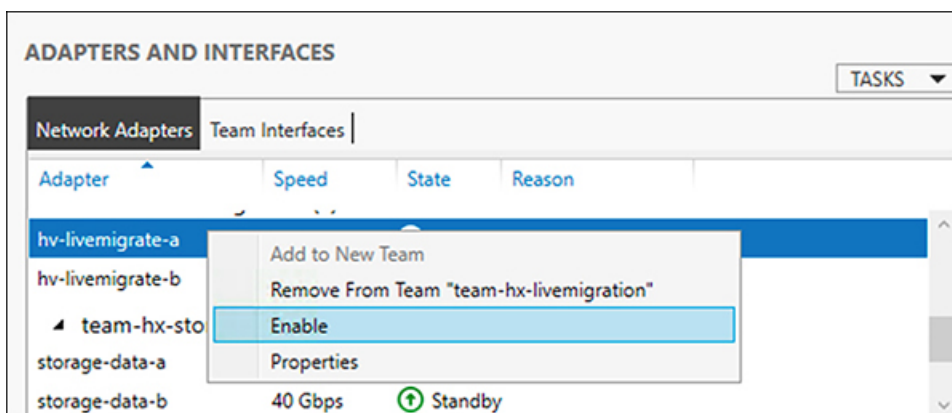 ADAPTERS AND INTERFACES
TASKS
Network Adapters Team Interfaces
Adapter Speed State Reason
hv-livemigrate-a
Add to New Team
hv-livemigrate-b
Remove From Team "team-hx-livemigration"
team-hx-sto
Enable
storage-data-a
Properties
storage-data-b 40 Gbps Standby